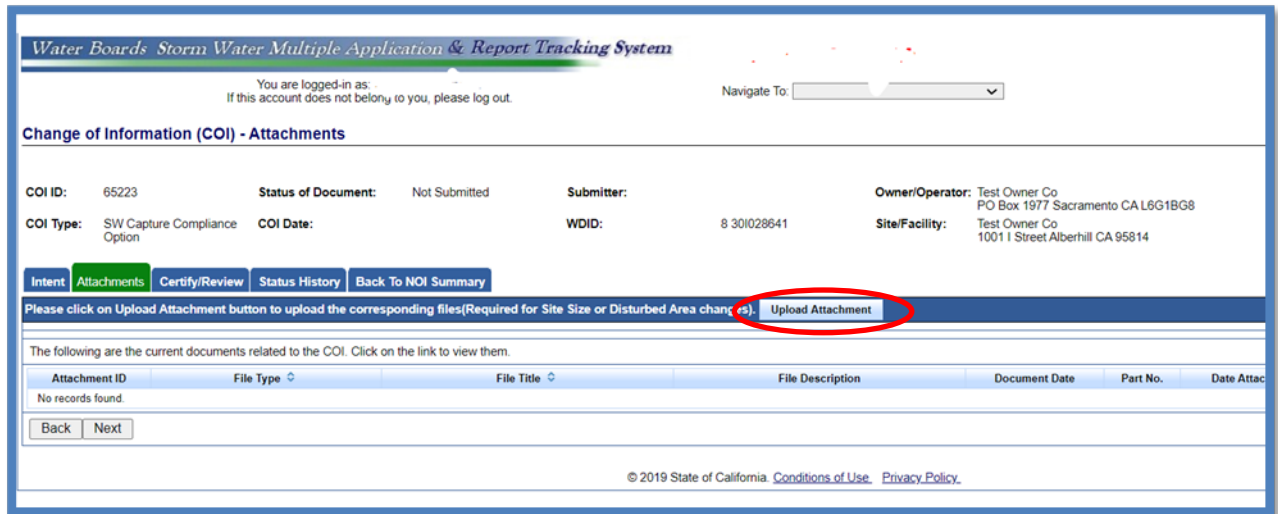 Water Boards Storm Water Multiple Application & Report Tracking System
You are logged-in as:
If this account does not belong to you, please log out.
Navigate To:
Change of Information (COI) - Attachments
COI ID: 65223 Status of Document: Not Submitted Submitter: Owner/Operator: Test Owner Co
PO Box 1977 Sacramento CA L6G1BG8
COI Type: SW Capture Compliance COI Date: WDID: 8 30I028641 Site/Facility: Test Owner Co
Option 1001 I Street Alberhill CA 95814
Intent Attachments Certify/Review Status History Back To NOI Summary
Please click on Upload Attachment button to upload the corresponding files(Required for Site Size or Disturbed Area changes). Upload Attachment
The following are the current documents related to the COI. Click on the link to view them.
Attachment ID File Type File Title File Description Document Date Part No. Date Attac
No records found.
Back Next
© 2019 State of California. Conditions of Use Privacy Policy